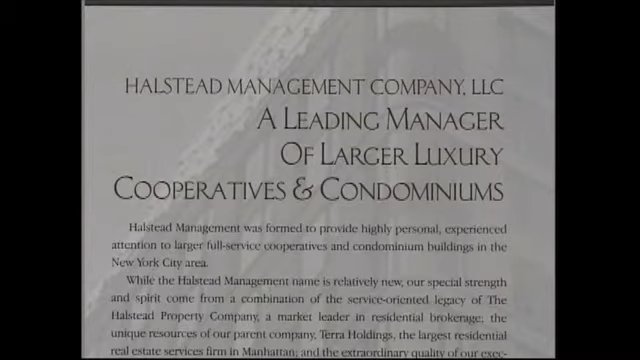 HALSTEAD MANAGEMENT COMPANY, LLC
A LEADING MANAGER
OF LARGER LUXURY
COOPERATIVES & CONDOMINIUMS
Halstead Management was formed to provide highly personal, experienced
attention to larger full-service cooperatives and condominium buildings in the
New York City area.
While the Halstead Management name is relatively new, our special strength
and spirit come from a combination of the service-oriented legacy of The
Halstead Property Company, a market leader in residential brokerage, the
unique resources of our parent company, Terra Holdings, the largest residential
real estate services firm in Manhattan; and the extraordinary quality of our exec-